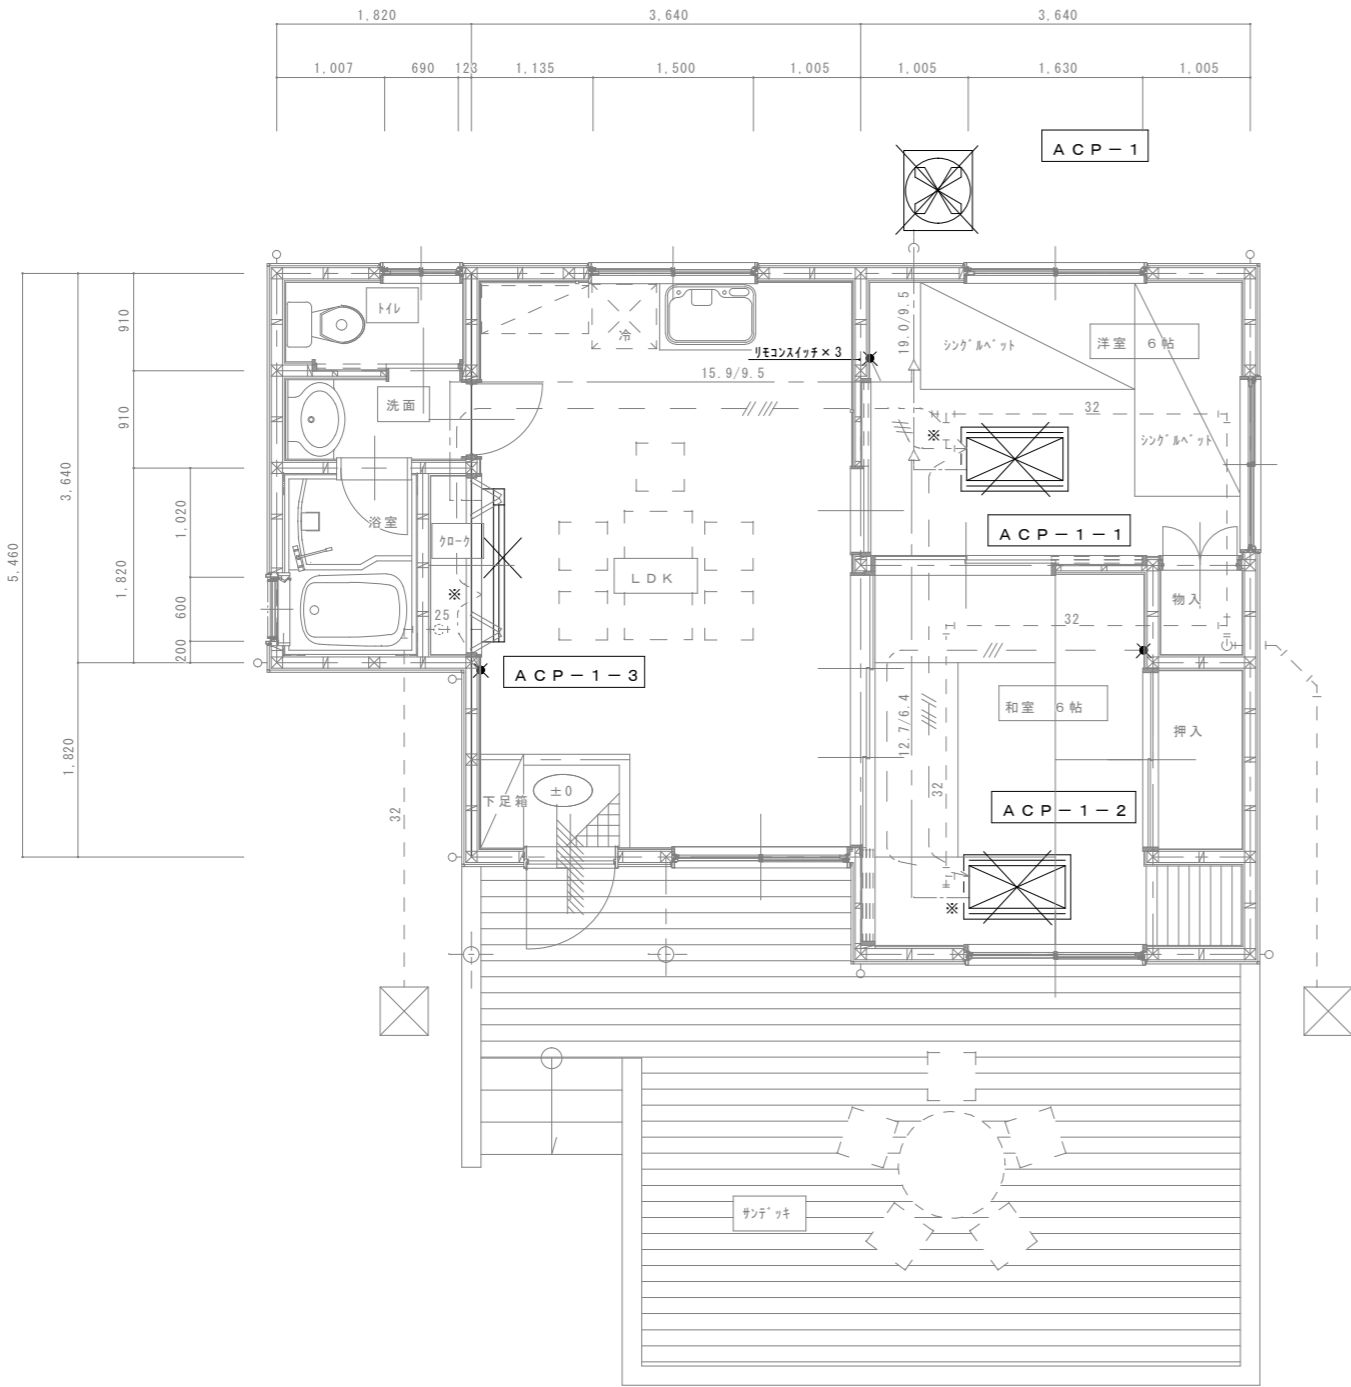 1,820
3,640
3,640
1,007
690
123
1,135
1,500
1,005
1,005
1,630
1,005
ACP－1
トイレ
冷
リモコンスイッチ×3
19.0/9.5
シングルベット
洋室 6帖
910
15.9/9.5
洗面
32
910
※
シングルベット
3,640
1,020
浴室
クローク
ACP－1－1
5,460
1,820
LDK
600
※
25
物入
32
200
ACP－1－3
和室 6帖
12.7/6.4
押入
1,820
32
下足箱
±0
32
ACP－1－2
※
サンデッキ